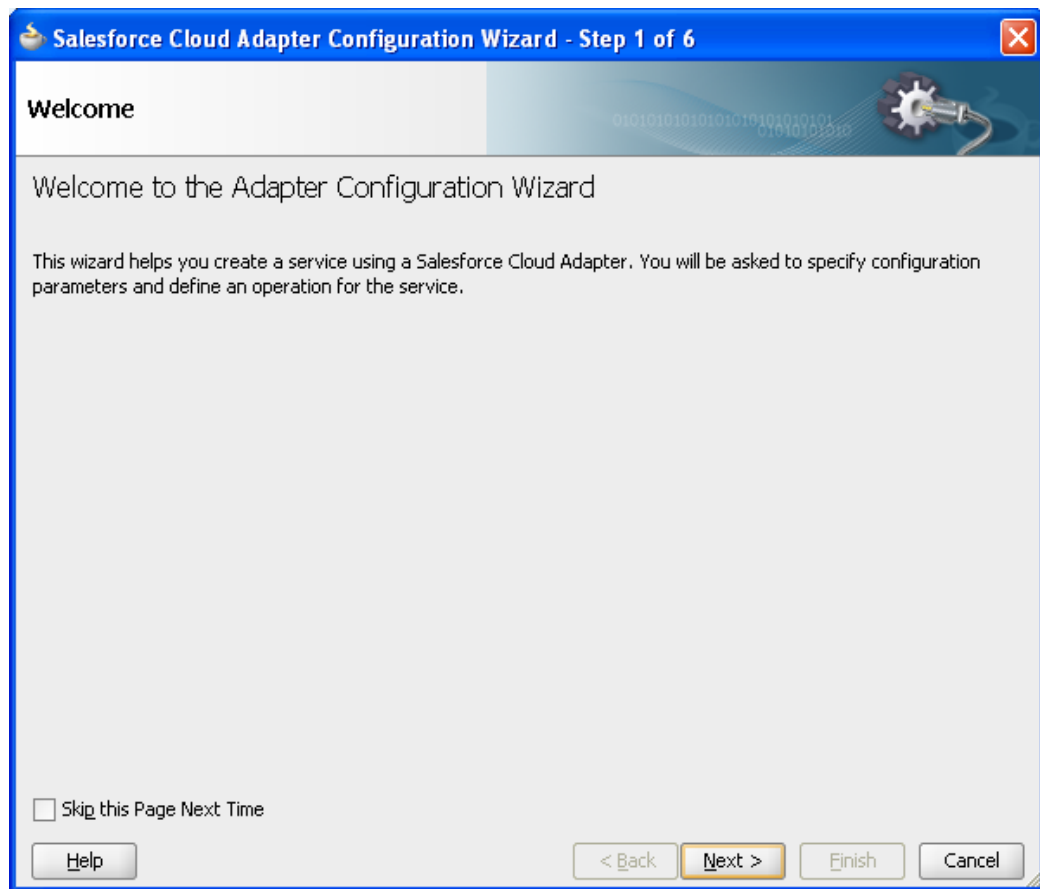 Salesforce Cloud Adapter Configuration Wizard - Step 1 of 6
Welcome
Welcome to the Adapter Configuration Wizard
This wizard helps you create a service using a Salesforce Cloud Adapter. You will be asked to specify configuration
parameters and define an operation for the service.
Skip this Page Next Time
Help
< Back
Next >
Finish
Cancel